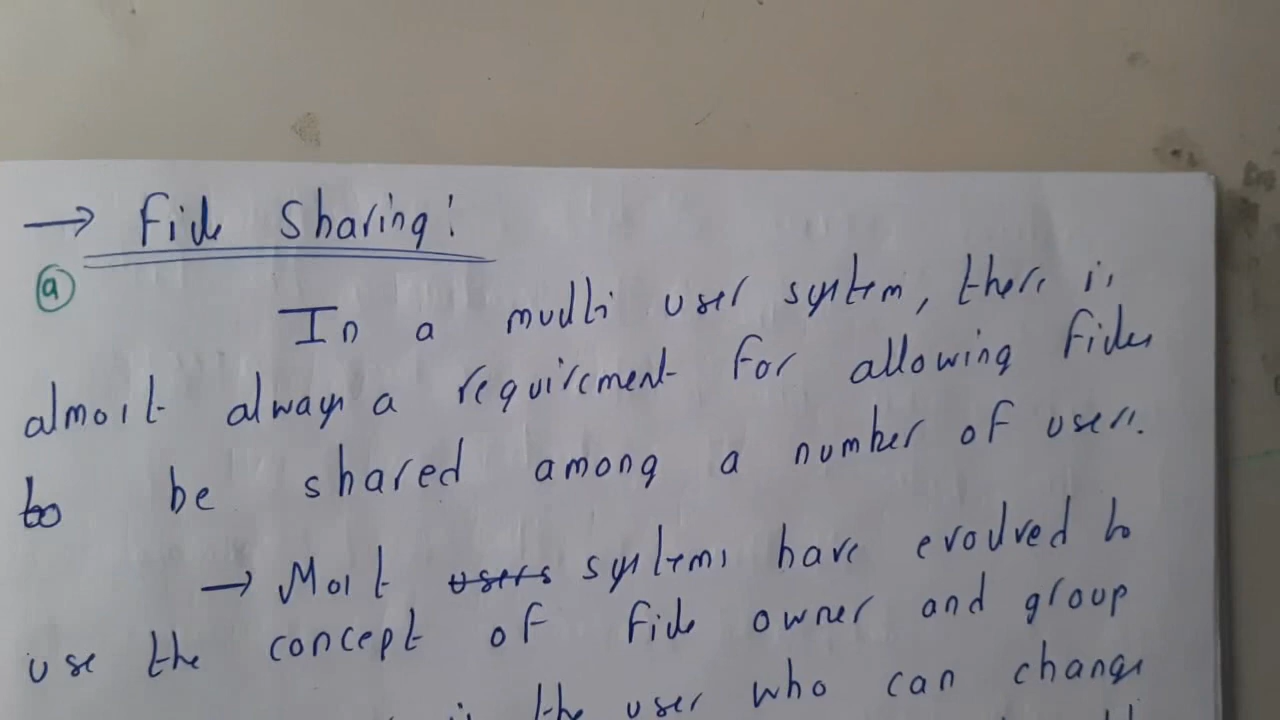 → File Sharing:
(a)
In a multi user system, there is
almost always a requirement for allowing files
to be shared among a number of users.
→ Most users systems have evolved to
use the concept of file owner and group
is the user who can change